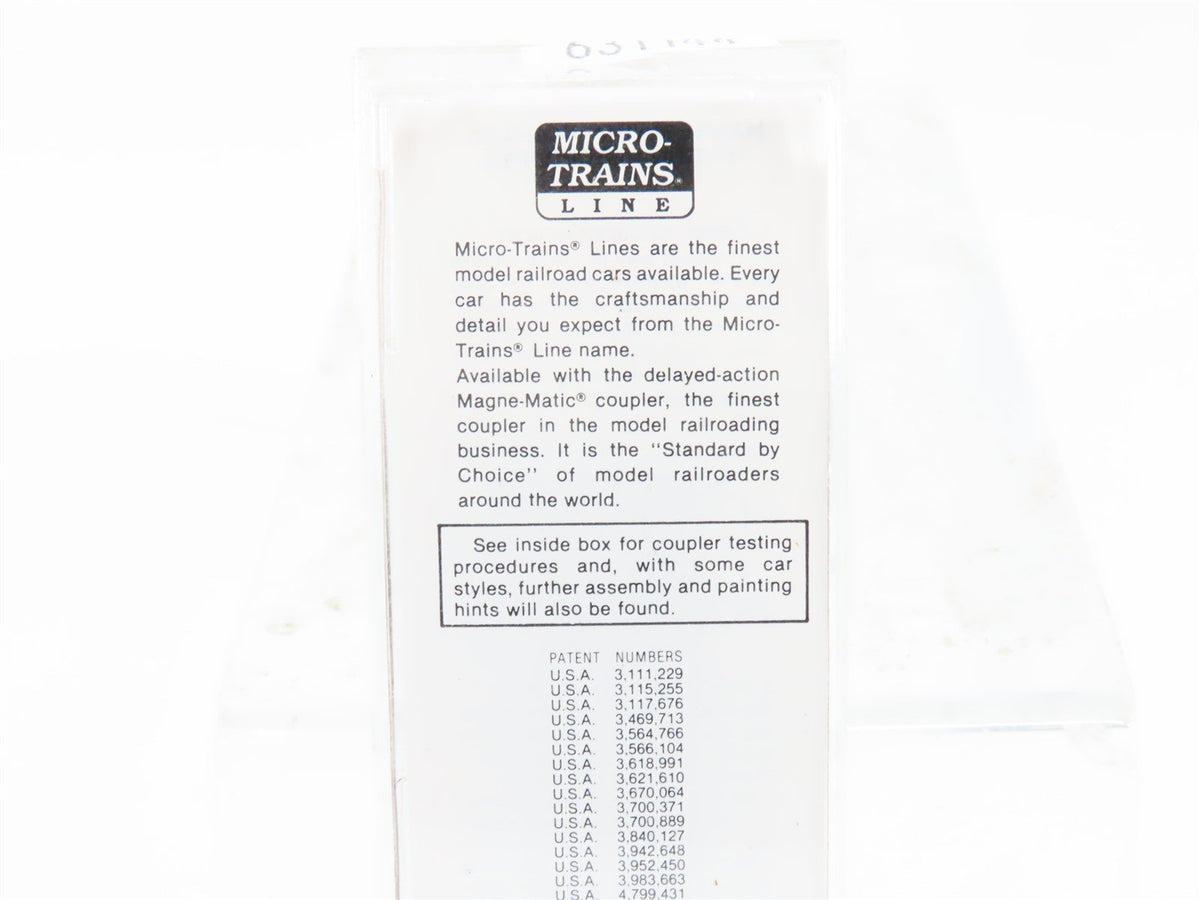 MICRO-
TRAINS®
LINE
Micro-Trains® Lines are the finest
model railroad cars available. Every
car has the craftsmanship and
detail you expect from the Micro-
Trains® Line name.
Available with the delayed-action
Magne-Matic® coupler, the finest
coupler in the model railroading
business. It is the “Standard by
Choice” of model railroaders
around the world.
See inside box for coupler testing
procedures and, with some car
styles, further assembly and painting
hints will also be found.
PATENT NUMBERS
U.S.A. 3,111,229
U.S.A. 3,115,255
U.S.A. 3,117,676
U.S.A. 3,469,713
U.S.A. 3,564,766
U.S.A. 3,566,104
U.S.A. 3,618,991
U.S.A. 3,621,610
U.S.A. 3,670,064
U.S.A. 3,700,371
U.S.A. 3,700,889
U.S.A. 3,840,127
U.S.A. 3,942,648
U.S.A. 3,952,450
U.S.A. 3,983,663
U.S.A. 4,799,431